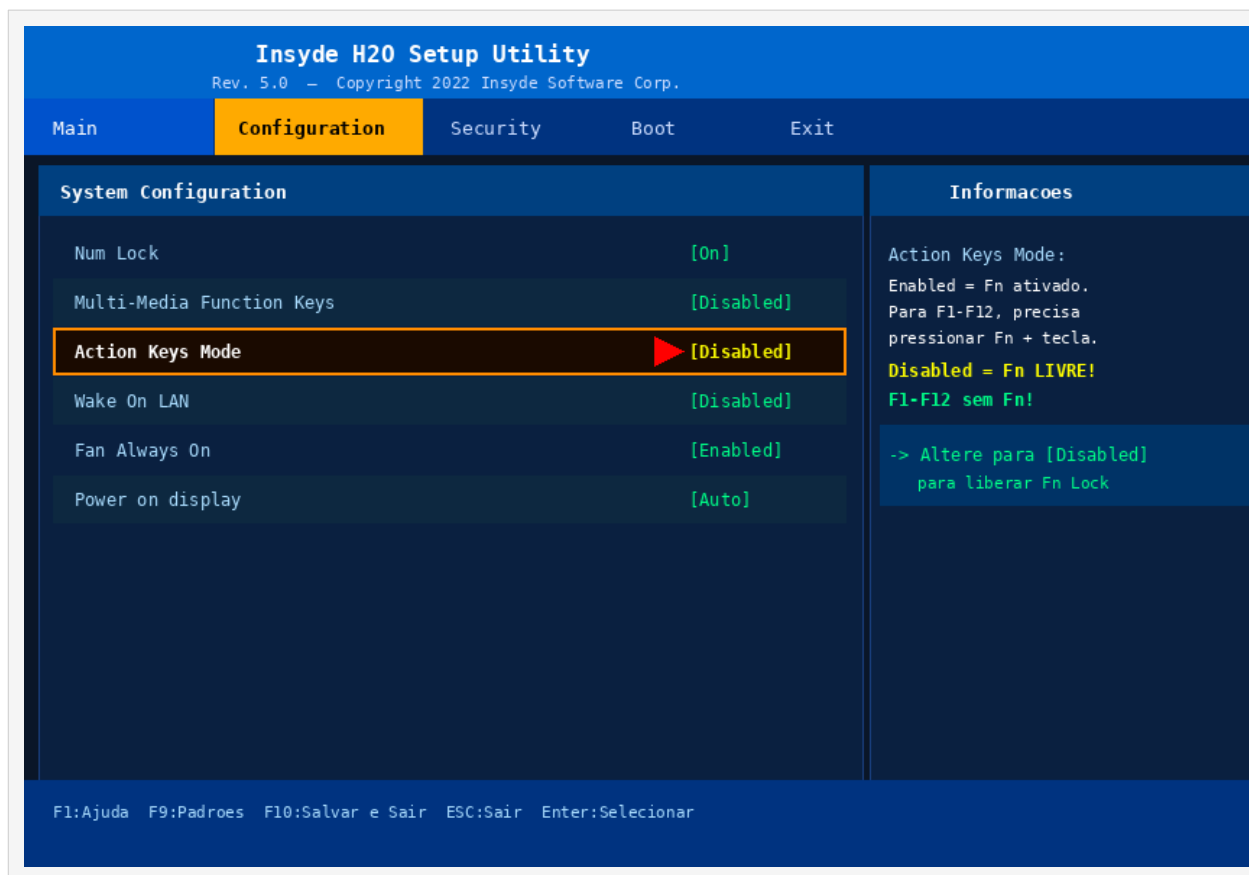 Insyde H2O Setup Utility
Rev. 5.0 — Copyright 2022 Insyde Software Corp.
Main Configuration Security Boot Exit
System Configuration
Num Lock [On]
Multi-Media Function Keys [Disabled]
Action Keys Mode [Disabled]
Wake On LAN [Disabled]
Fan Always On [Enabled]
Power on display [Auto]
Informacoes
Action Keys Mode:
Enabled = Fn ativado.
Para F1-F12, precisa
pressionar Fn + tecla.
Disabled = Fn LIVRE!
F1-F12 sem Fn!
-> Altere para [Disabled]
para liberar Fn Lock
F1:Ajuda F9:Padroes F10:Salvar e Sair ESC:Sair Enter:Selecionar